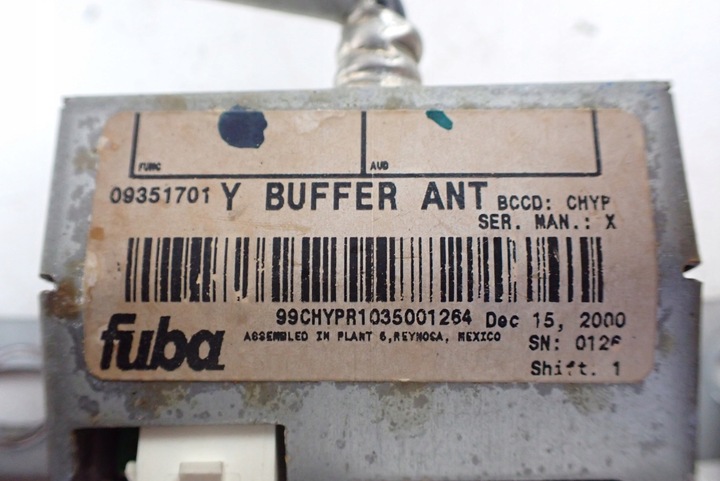 FUNC AUD
09351701 Y BUFFER ANT BCCD: CHYP
SER. MAN.: X
99CHYPR1035001264 Dec 15, 2000
fuba ASSEMBLED IN PLANT 6, REYNOSA, MEXICO SN: 0126
Shift. 1